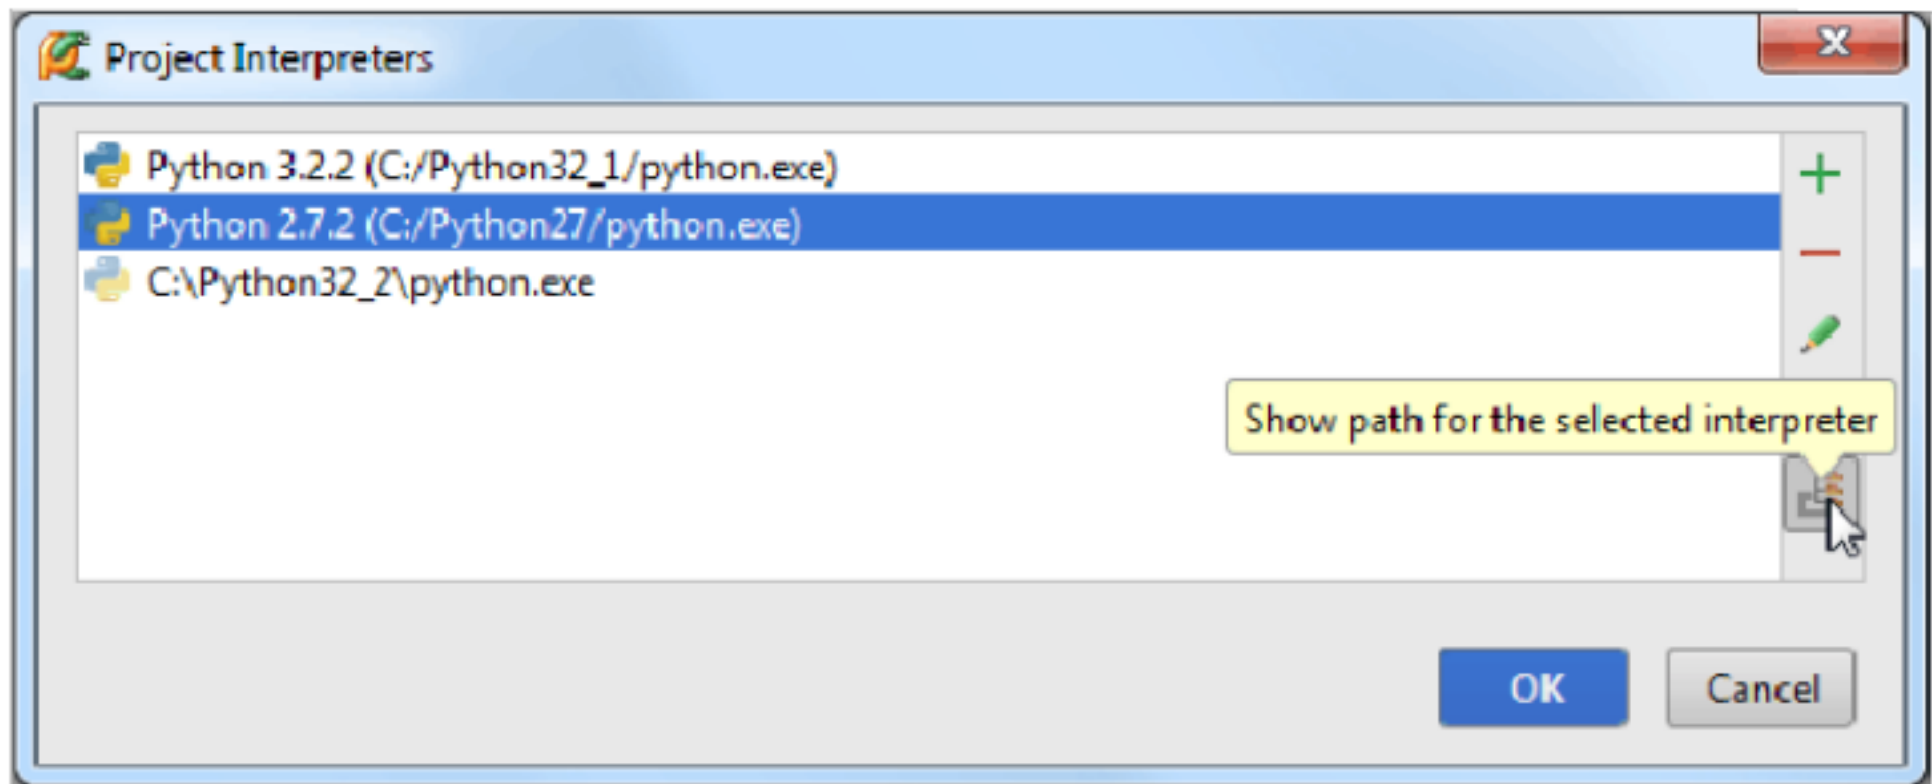 Project Interpreters
Python 3.2.2 (C:/Python32_1/python.exe)
Python 2.7.2 (C:/Python27/python.exe)
C:\Python32_2\python.exe
Show path for the selected interpreter
OK
Cancel